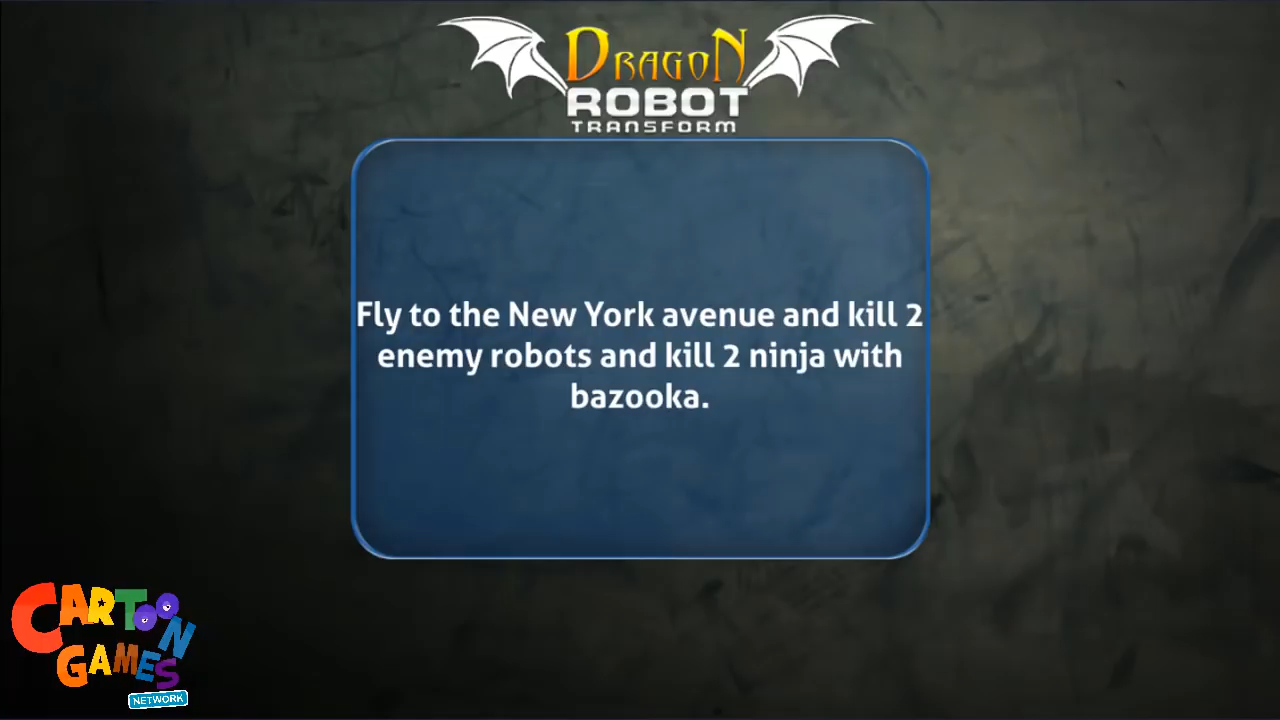 DRAGON
ROBOT
TRANSFORM
Fly to the New York avenue and kill 2
enemy robots and kill 2 ninja with
bazooka.
CARTOON
GAMES
NETWORK